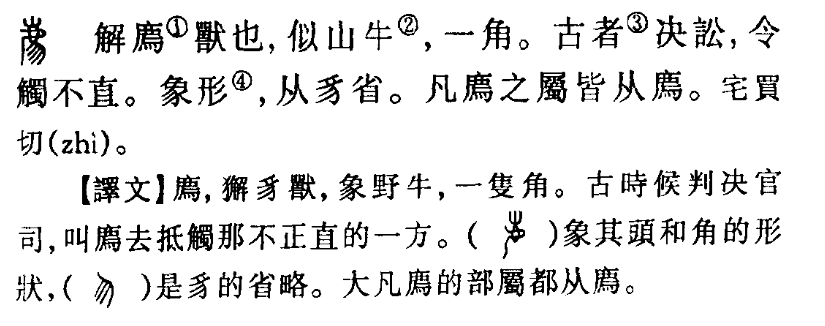 解廌①獸也,似山牛②,一角。古者③决訟,令
觸不直。象形④,从豸省。凡廌之屬皆从廌。宅買
切(zhì)。
【譯文】廌,獬豸獸,象野牛,一隻角。古時候判决官
司,叫廌去抵觸那不正直的一方。( )象其頭和角的形
狀,( )是豸的省略。大凡廌的部屬都从廌。